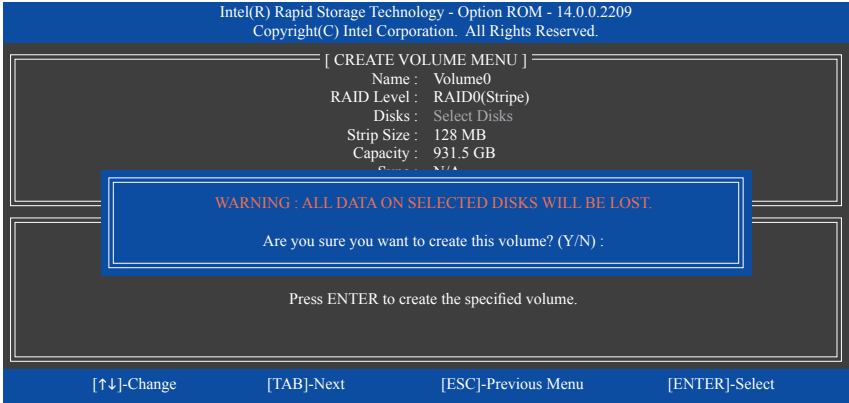 Intel(R) Rapid Storage Technology - Option ROM - 14.0.0.2209
Copyright(C) Intel Corporation. All Rights Reserved.
[ CREATE VOLUME MENU ]
Name : Volume0
RAID Level : RAID0(Stripe)
Disks : Select Disks
Strip Size : 128 MB
Capacity : 931.5 GB
Sync : N/A
WARNING : ALL DATA ON SELECTED DISKS WILL BE LOST.
Are you sure you want to create this volume? (Y/N) :
Press ENTER to create the specified volume.
[↑↓]-Change [TAB]-Next [ESC]-Previous Menu [ENTER]-Select